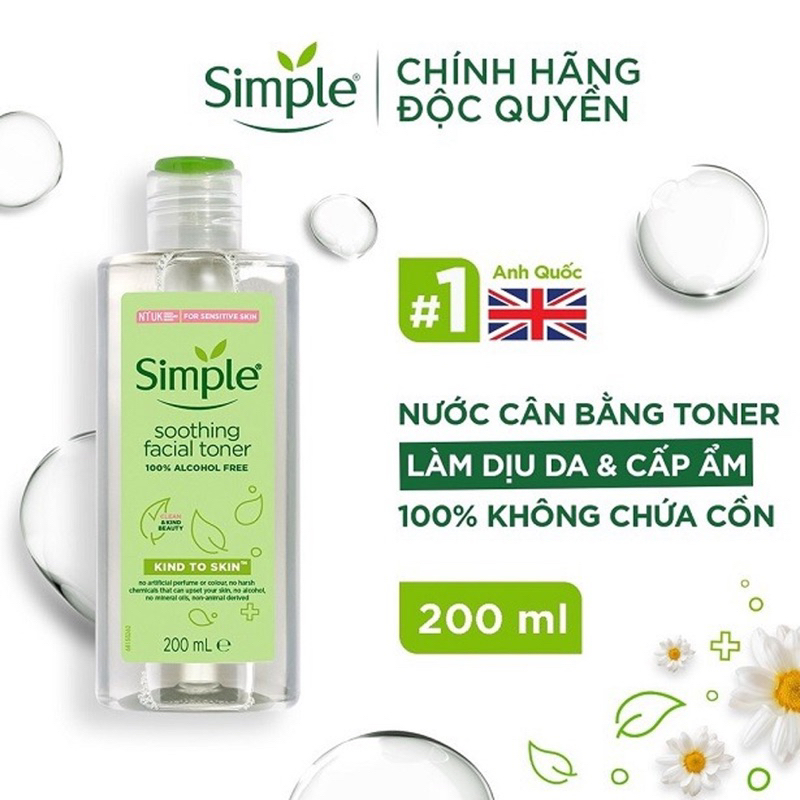 Simple®
CHÍNH HÃNG
ĐỘC QUYỀN
#1
Anh Quốc
NƯỚC CÂN BẰNG TONER
LÀM DỊU DA & CẤP ẨM
100% KHÔNG CHỨA CỒN
200 ml
FOR SENSITIVE SKIN
Simple®
soothing
facial toner
100% ALCOHOL FREE
CLEAN
& KIND
BEAUTY
KIND TO SKIN™
no artificial perfume or colour, no harsh
chemicals that can upset your skin, no alcohol,
no mineral oils, non-animal derived
200 mL e